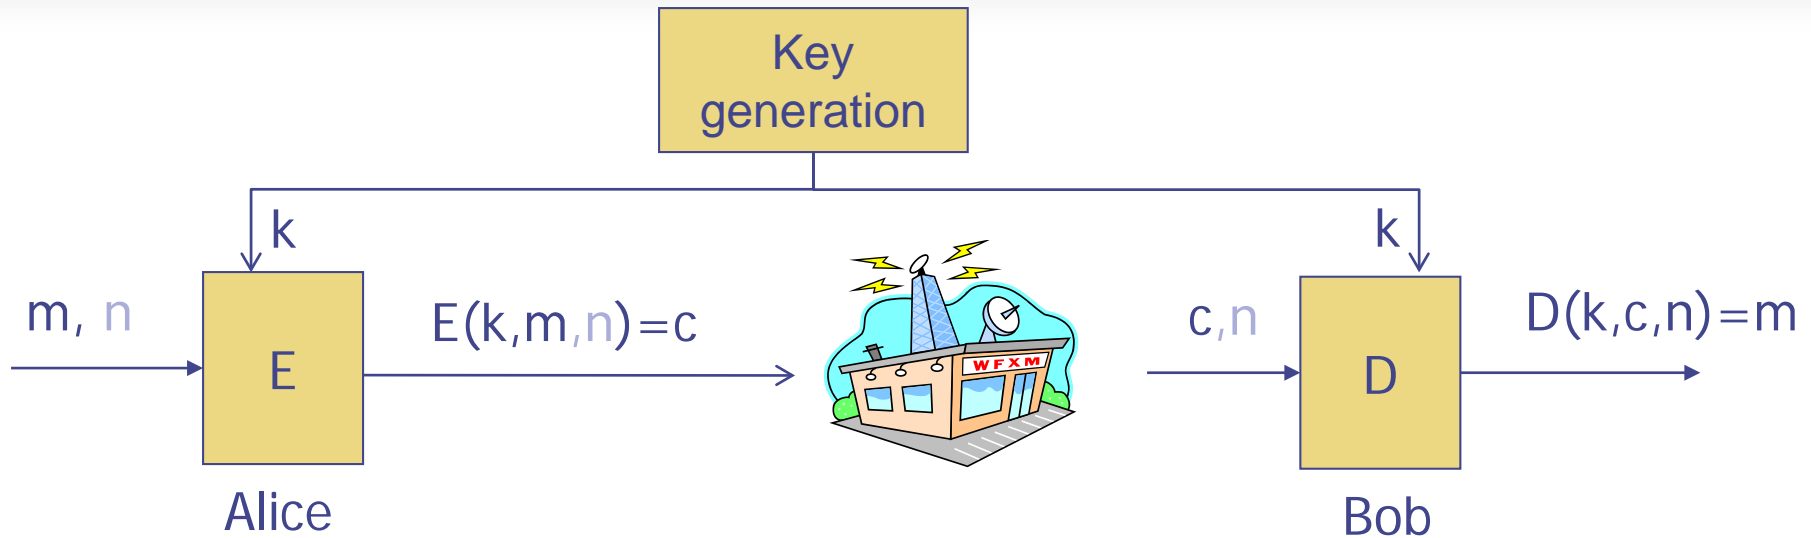 Key
generation
k
k
m, n
E(k,m,n)=c
c,n
D(k,c,n)=m
E
WFXM
D
Alice
Bob